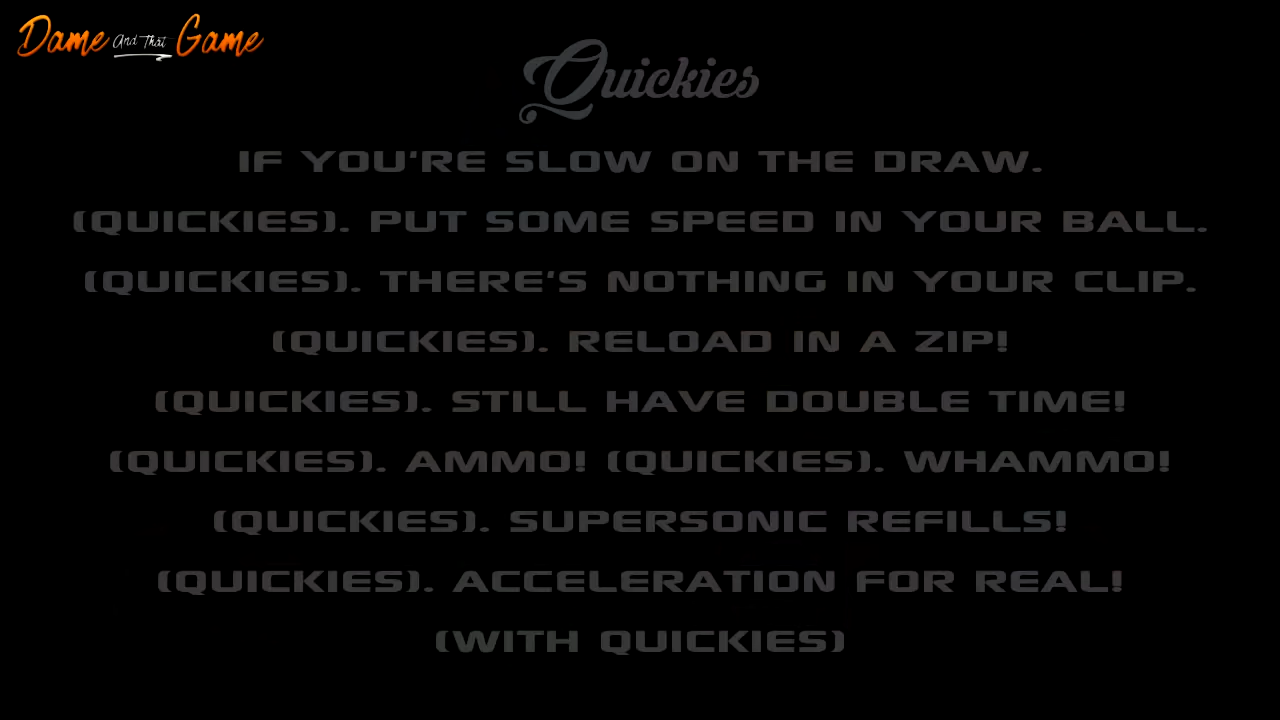 Dame And That Game
Quickies
IF YOU'RE SLOW ON THE DRAW.
(QUICKIES). PUT SOME SPEED IN YOUR BALL.
(QUICKIES). THERE'S NOTHING IN YOUR CLIP.
(QUICKIES). RELOAD IN A ZIP!
(QUICKIES). STILL HAVE DOUBLE TIME!
(QUICKIES). AMMO! (QUICKIES). WHAMMO!
(QUICKIES). SUPERSONIC REFILLS!
(QUICKIES). ACCELERATION FOR REAL!
(WITH QUICKIES)